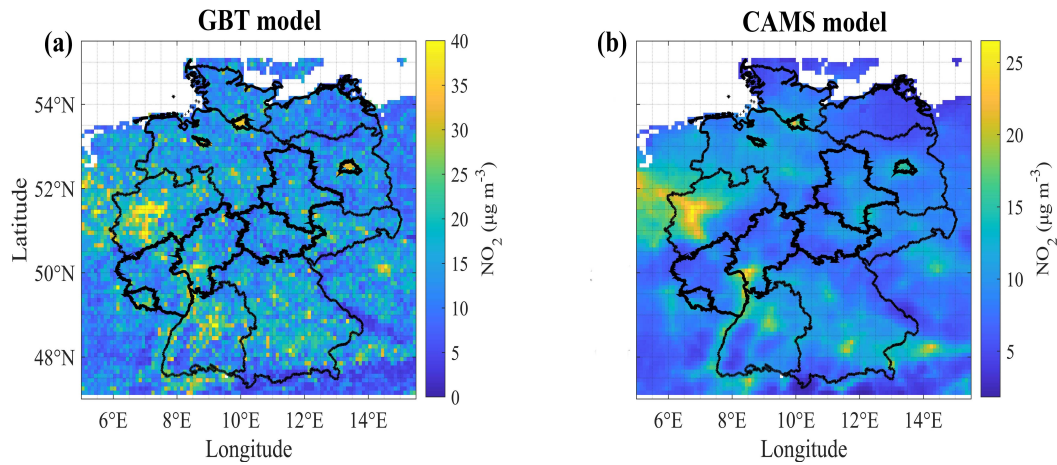 GBT model
(a)
54°N
52°N
50°N
48°N
Latitude
6°E 8°E 10°E 12°E 14°E
Longitude
40
35
30
25
20
15
10
5
0
NO2 (µg m-3)
CAMS model
(b)
6°E 8°E 10°E 12°E 14°E
Longitude
25
20
15
10
5
NO2 (µg m-3)